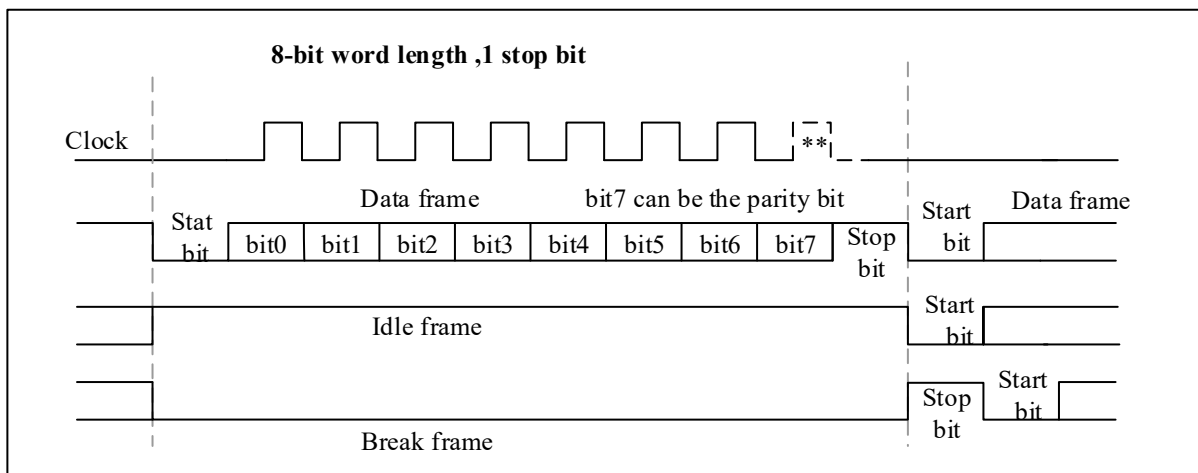 8-bit word length ,1 stop bit
Clock
**
Data frame
bit7 can be the parity bit
Stat
bit
bit0
bit1
bit2
bit3
bit4
bit5
bit6
bit7
Stop
bit
Start
bit
Data frame
Idle frame
Start
bit
Break frame
Stop
bit
Start
bit